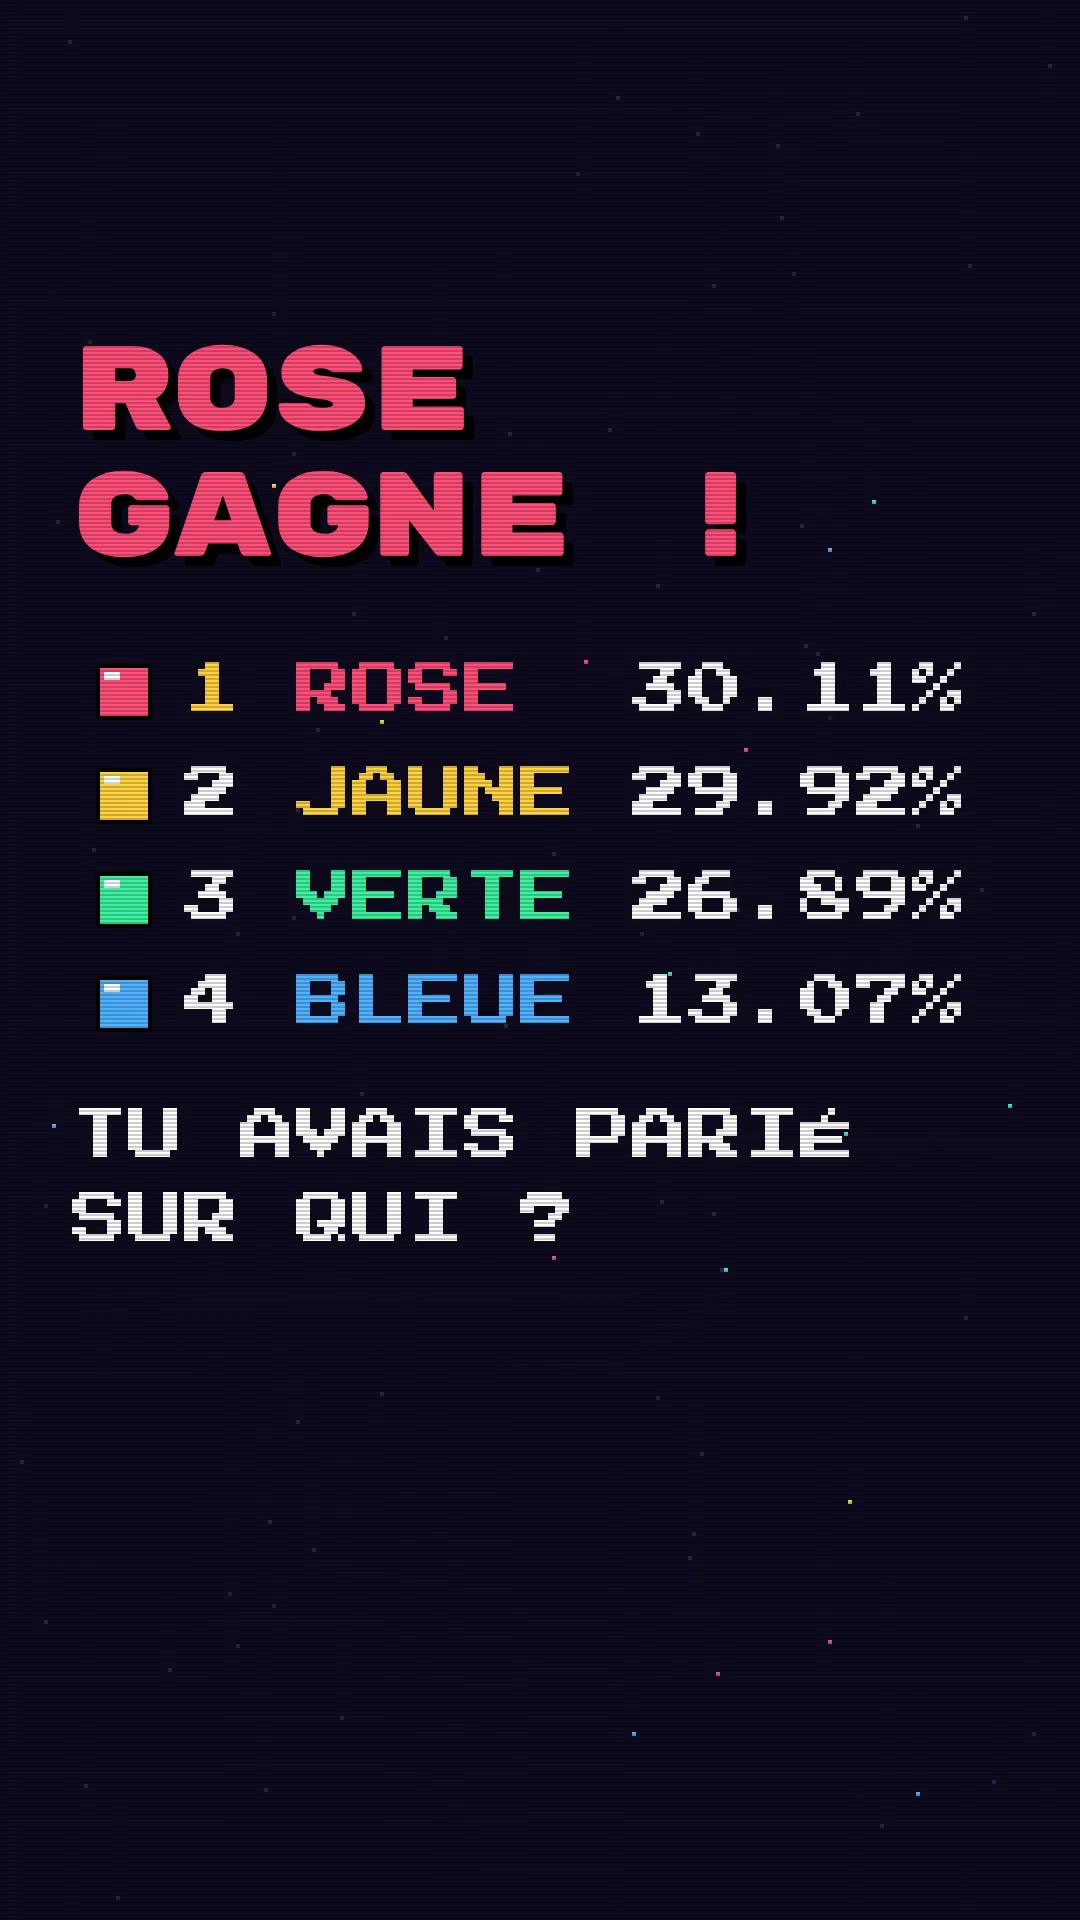 ROSE
GAGNE !
1 ROSE 30.11%
2 JAUNE 29.92%
3 VERTE 26.89%
4 BLEUE 13.07%
TU AVAIS PARIÉ
SUR QUI ?